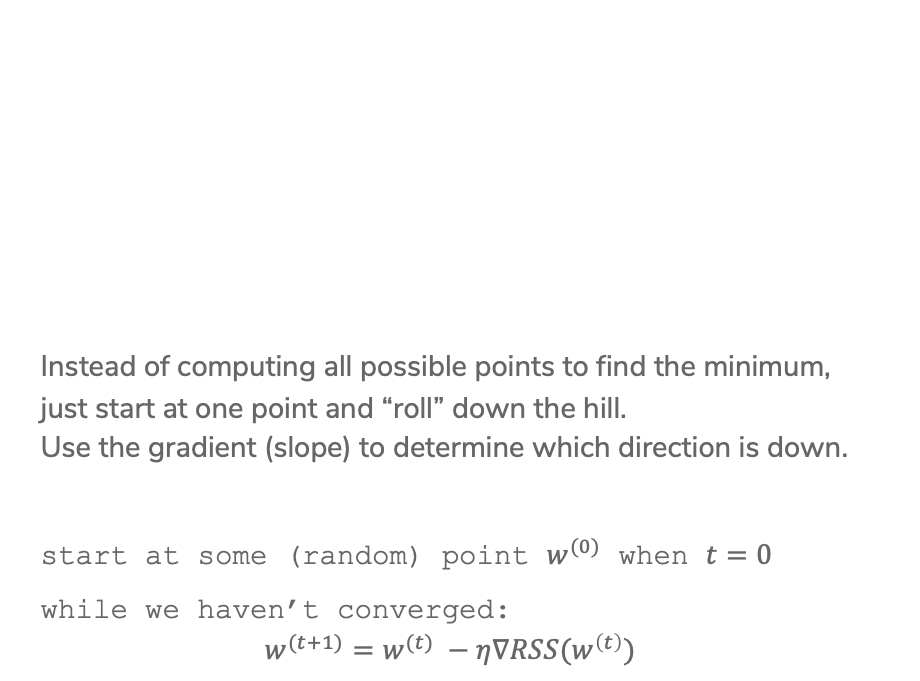 Instead of computing all possible points to find the minimum,
just start at one point and “roll” down the hill.
Use the gradient (slope) to determine which direction is down.
start at some (random) point 𝑤⁽⁰⁾ when 𝑡 = 0
while we haven’t converged:
𝑤⁽ᵗ⁺¹⁾ = 𝑤⁽ᵗ⁾ − 𝜂∇𝑅𝑆𝑆(𝑤⁽ᵗ⁾)